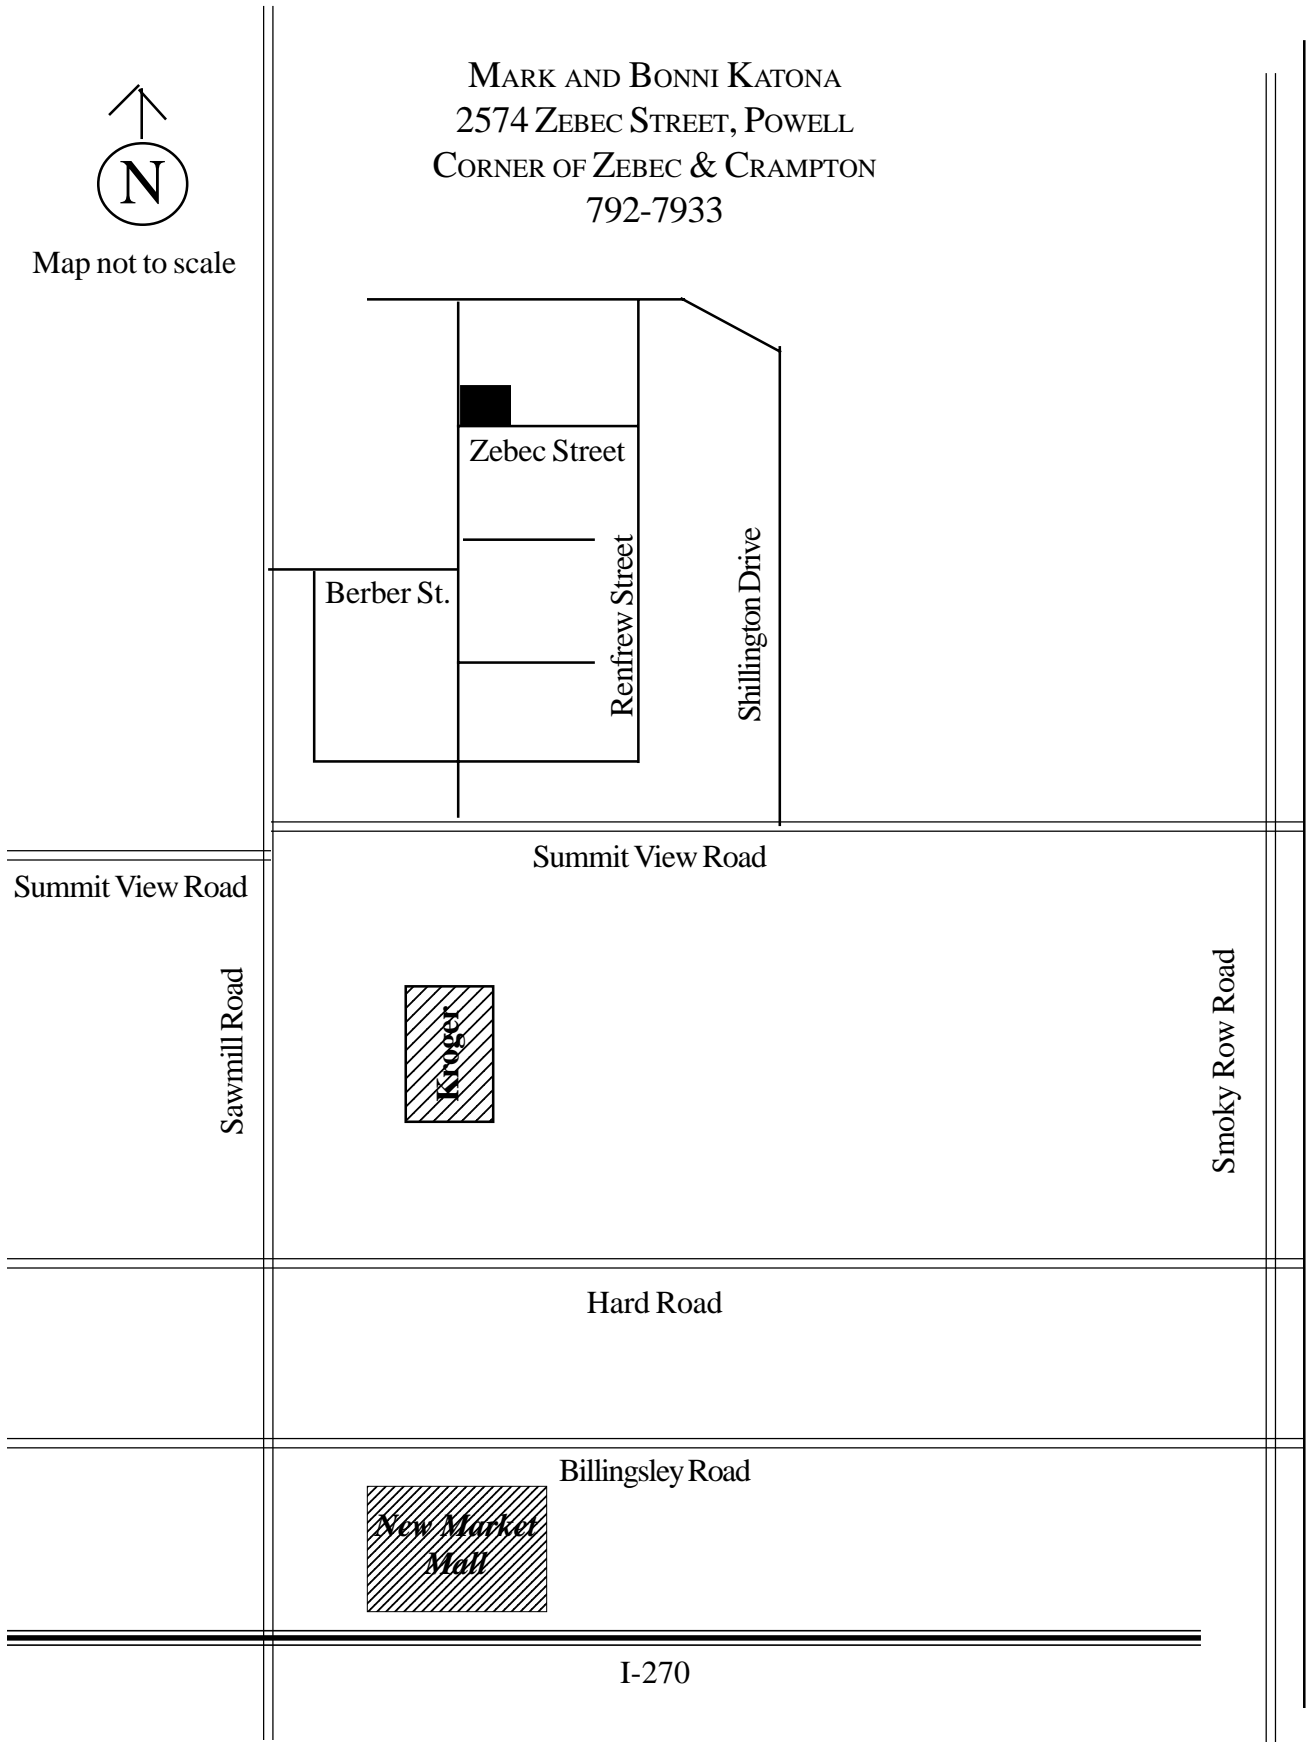 MARK AND BONNI KATONA
2574 ZEBEC STREET, POWELL
CORNER OF ZEBEC & CRAMPTON
792-7933
N
Map not to scale
Zebec Street
Berber St.
Renfrew Street
Shillington Drive
Summit View Road
Summit View Road
Sawmill Road
Kroger
Smoky Row Road
Hard Road
Billingsley Road
New Market
Mall
I-270